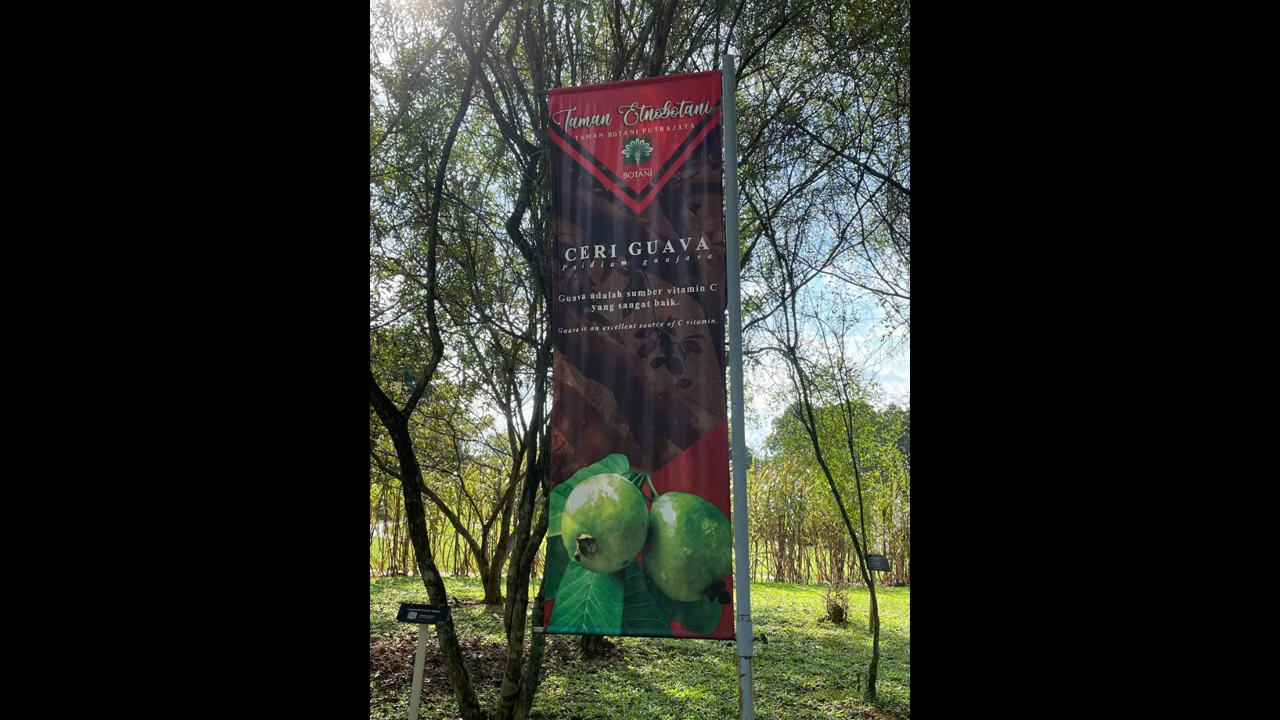 Taman Etnobotani
TAMAN BOTANI PUTRAJAYA
BOTANI
CERI GUAVA
Psidium guajava
Guava adalah sumber vitamin C
yang sangat baik.
Guava is an excellent source of C vitamin.